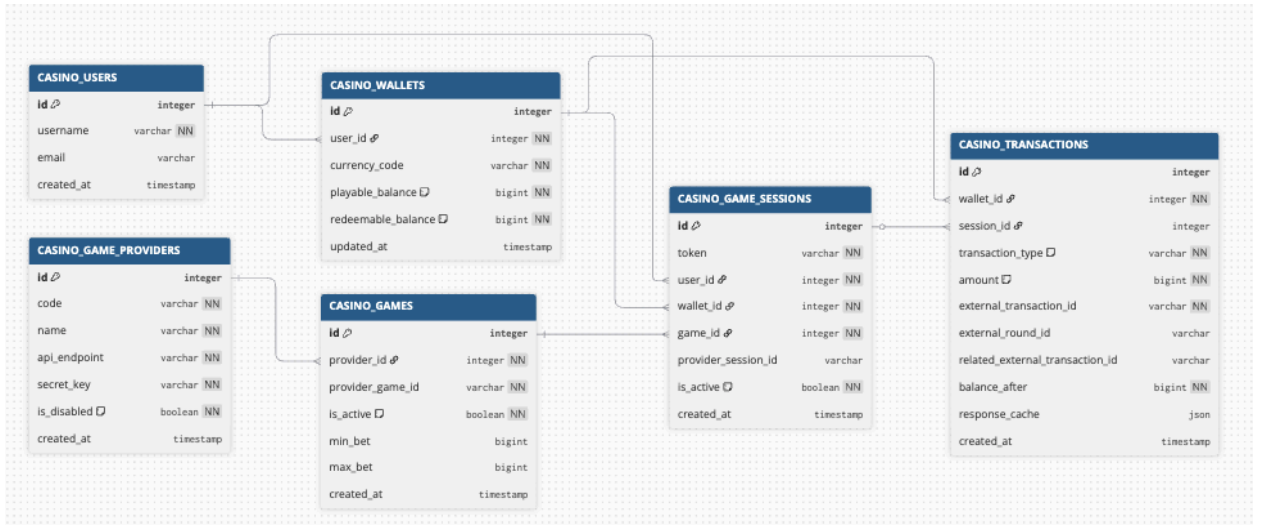 CASINO_USERS
id integer
username varchar NN
email varchar
created_at timestamp
CASINO_GAME_PROVIDERS
id integer
code varchar NN
name varchar NN
api_endpoint varchar NN
secret_key varchar NN
is_disabled boolean NN
created_at timestamp
CASINO_WALLETS
id integer
user_id integer NN
currency_code varchar NN
playable_balance bigint NN
redeemable_balance bigint NN
updated_at timestamp
CASINO_GAMES
id integer
provider_id integer NN
provider_game_id varchar NN
is_active boolean NN
min_bet bigint
max_bet bigint
created_at timestamp
CASINO_GAME_SESSIONS
id integer
token varchar NN
user_id integer NN
wallet_id integer NN
game_id integer NN
provider_session_id varchar
is_active boolean NN
created_at timestamp
CASINO_TRANSACTIONS
id integer
wallet_id integer NN
session_id integer
transaction_type varchar NN
amount bigint NN
external_transaction_id varchar NN
external_round_id varchar
related_external_transaction_id varchar
balance_after bigint NN
response_cache json
created_at timestamp